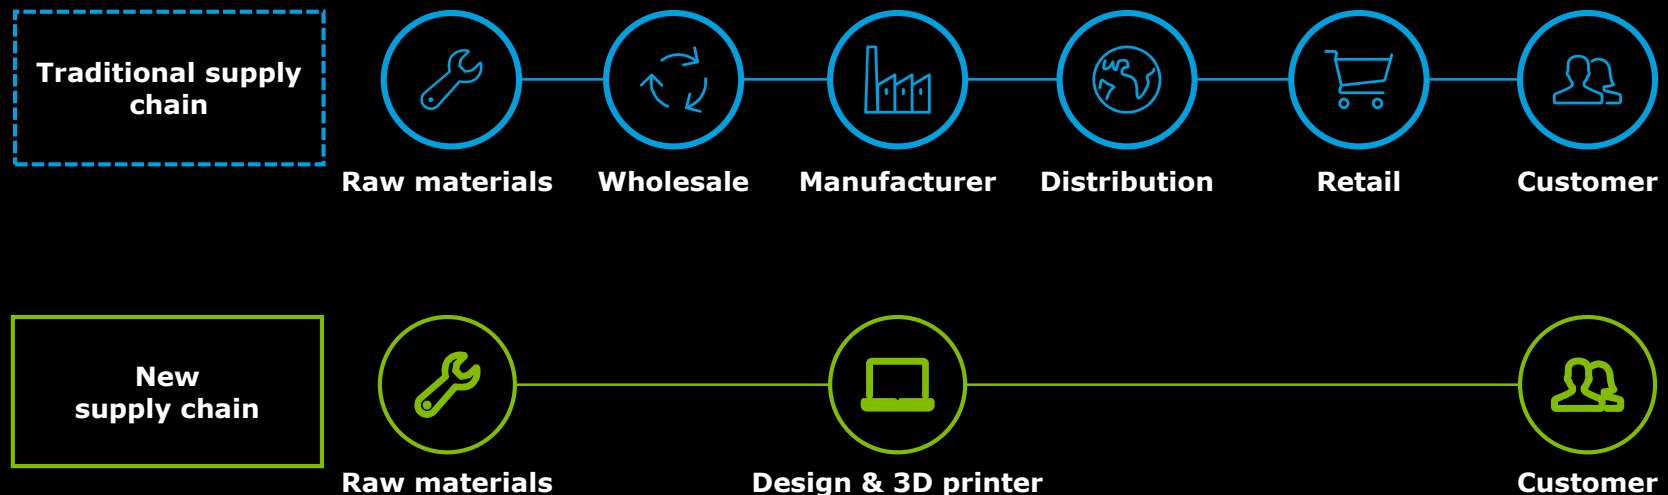 Traditional supply
chain
Raw materials
Wholesale
Manufacturer
Distribution
Retail
Customer
New
supply chain
Raw materials
Design & 3D printer
Customer